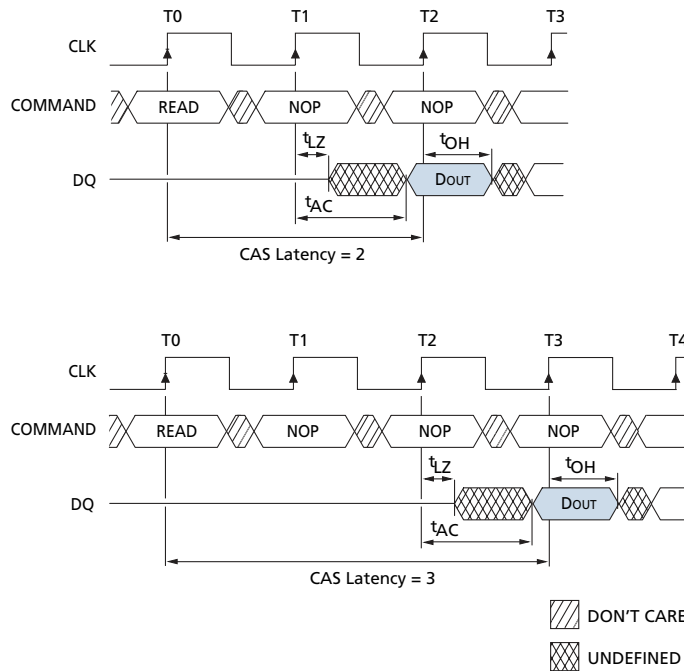 T0 T1 T2 T3
CLK
COMMAND READ NOP NOP
tLZ tOH
DQ DOUT
tAC
CAS Latency = 2
T0 T1 T2 T3 T4
CLK
COMMAND READ NOP NOP NOP
tLZ tOH
DQ DOUT
tAC
CAS Latency = 3
DON'T CARE
UNDEFINED